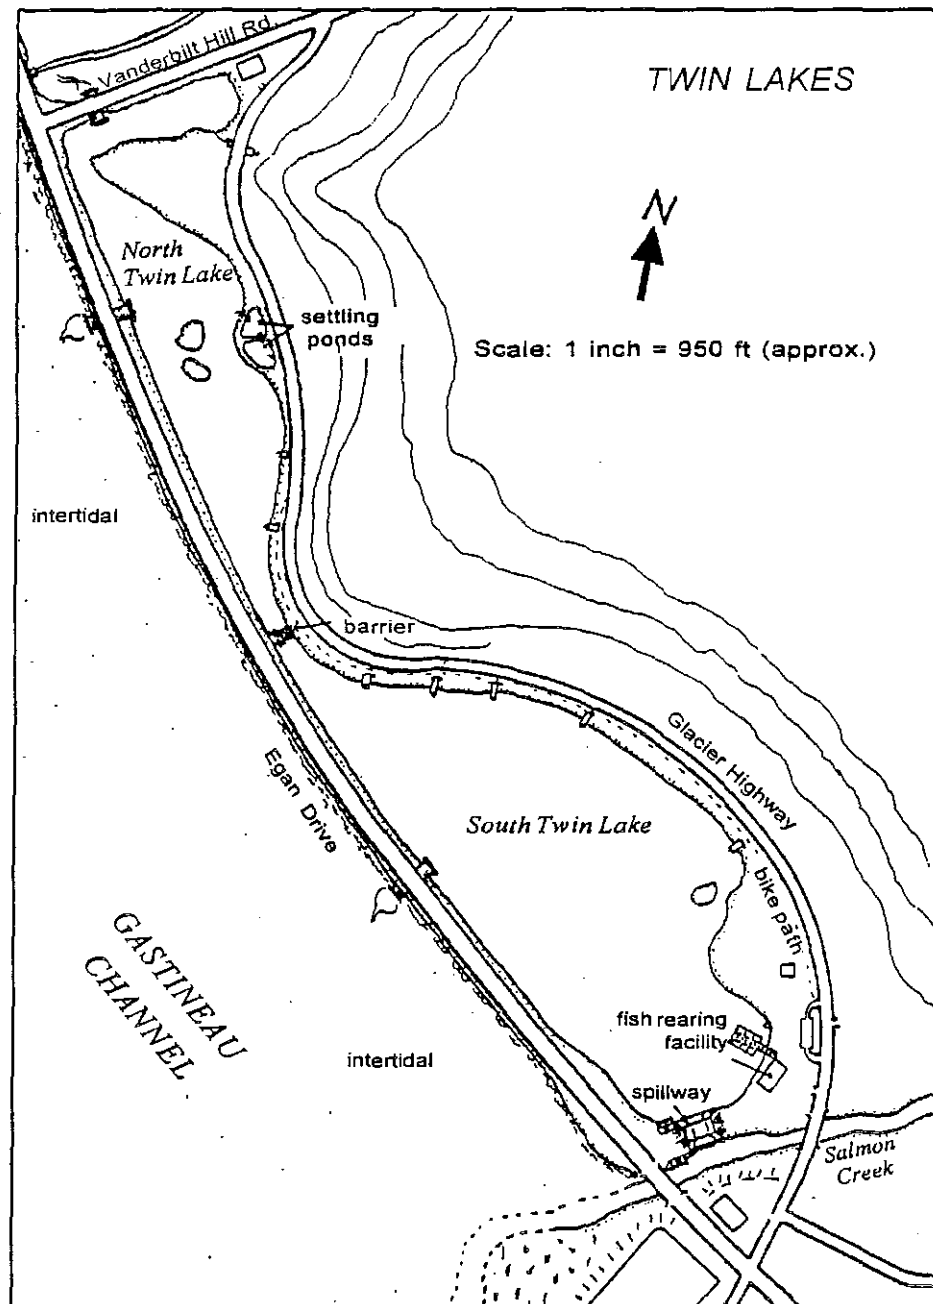 Vanderbilt Hill Rd.
TWIN LAKES
N
North
Twin Lake
settling
ponds
Scale: 1 inch = 950 ft (approx.)
intertidal
barrier
Glacier Highway
Egan Drive
South Twin Lake
bike path
GASTINEAU
CHANNEL
fish rearing
facility
intertidal
spillway
Salmon
Creek